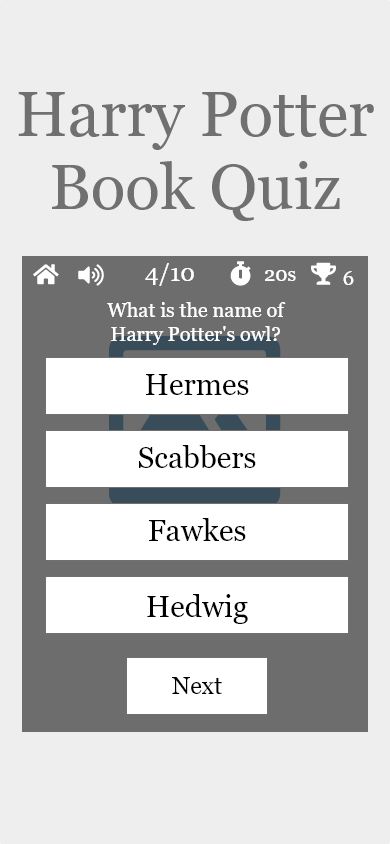 Harry Potter
Book Quiz
4/10 20s 6
What is the name of
Harry Potter's owl?
Hermes
Scabbers
Fawkes
Hedwig
Next